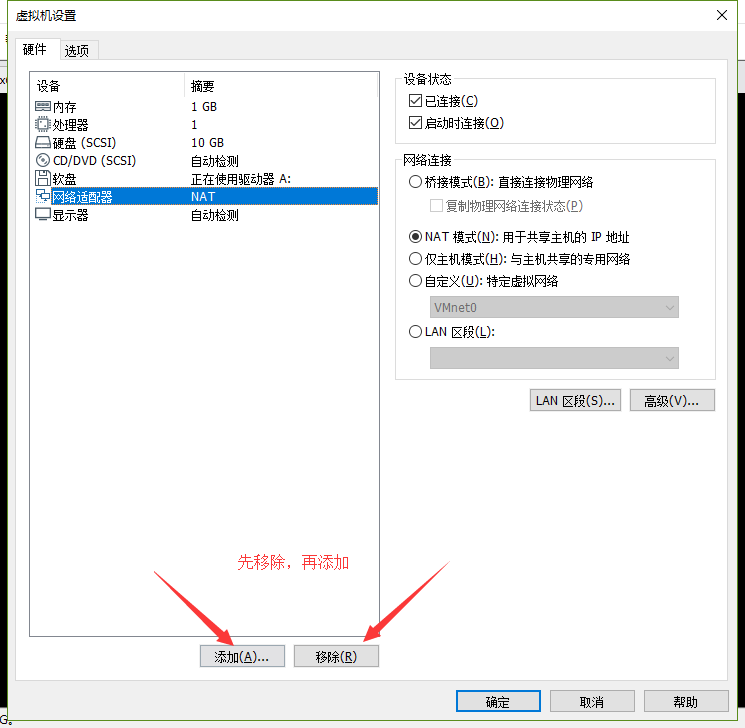 虚拟机设置
硬件 选项
设备 摘要
内存 1 GB
处理器 1
硬盘 (SCSI) 10 GB
CD/DVD (SCSI) 自动检测
软盘 正在使用驱动器 A:
网络适配器 NAT
显示器 自动检测
先移除，再添加
添加(A)... 移除(R)
设备状态
已连接(C)
启动时连接(O)
网络连接
桥接模式(B): 直接连接物理网络
复制物理网络连接状态(P)
NAT 模式(N): 用于共享主机的 IP 地址
仅主机模式(H): 与主机共享的专用网络
自定义(U): 特定虚拟网络
VMnet0
LAN 区段(L):
LAN 区段(S)... 高级(V)...
确定 取消 帮助
G。